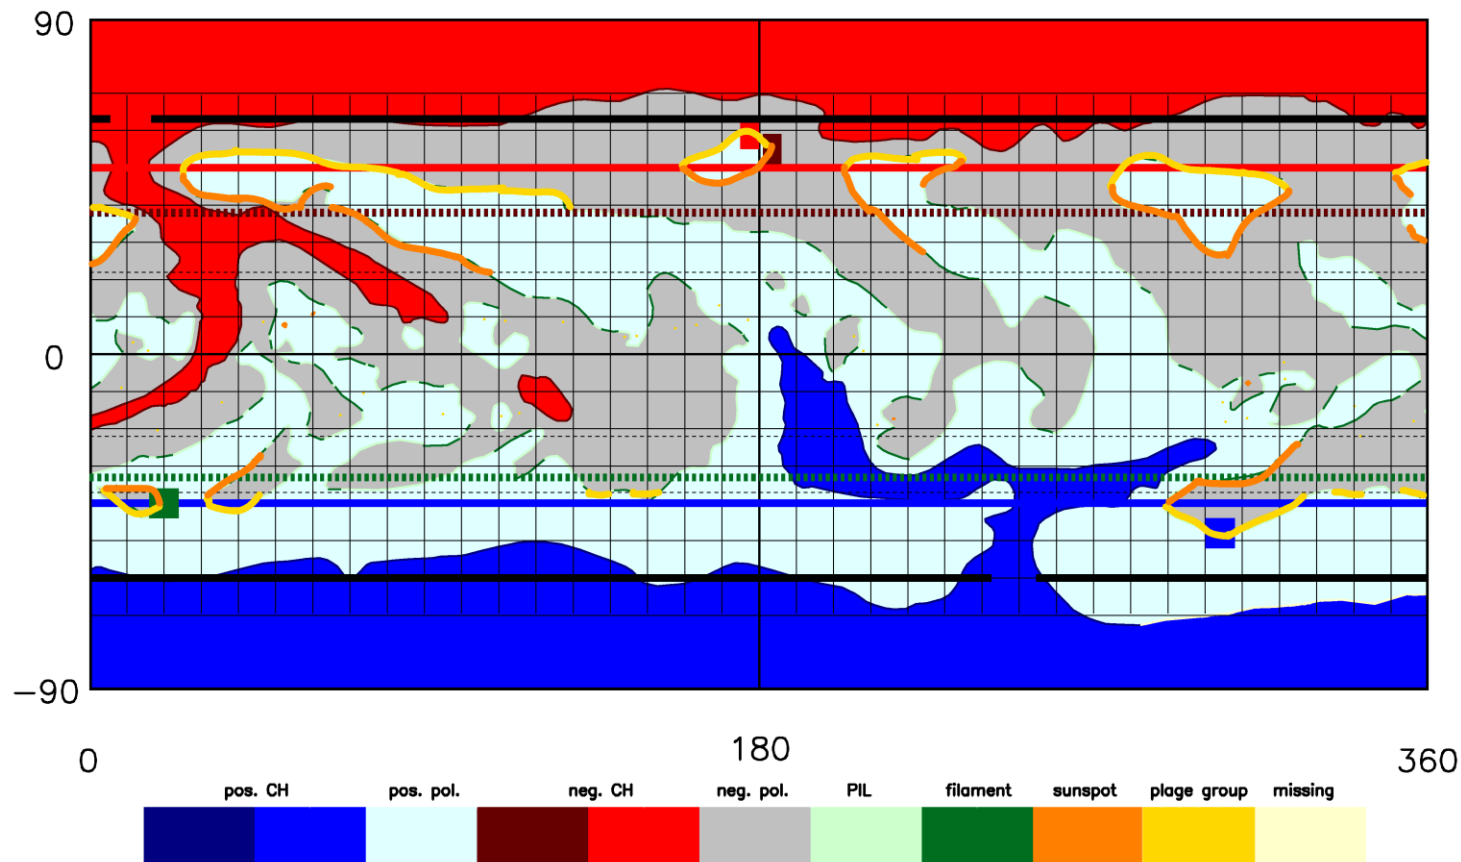 90
0
−90
0 180 360
pos. CH pos. pol. neg. CH neg. pol. PIL filament sunspot plage group missing